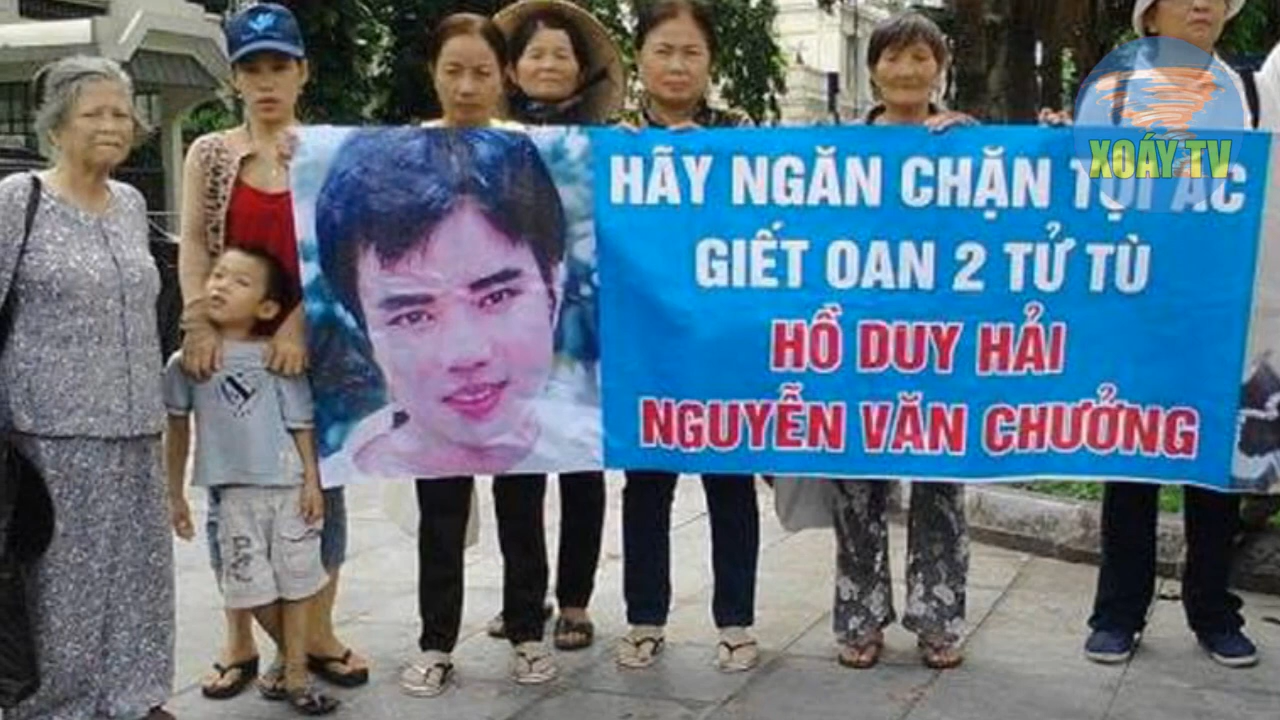 HÃY NGĂN CHẶN TỘI ÁC
GIẾT OAN 2 TỬ TÙ
HỒ DUY HẢI
NGUYỄN VĂN CHƯỞNG
XOÁY TV